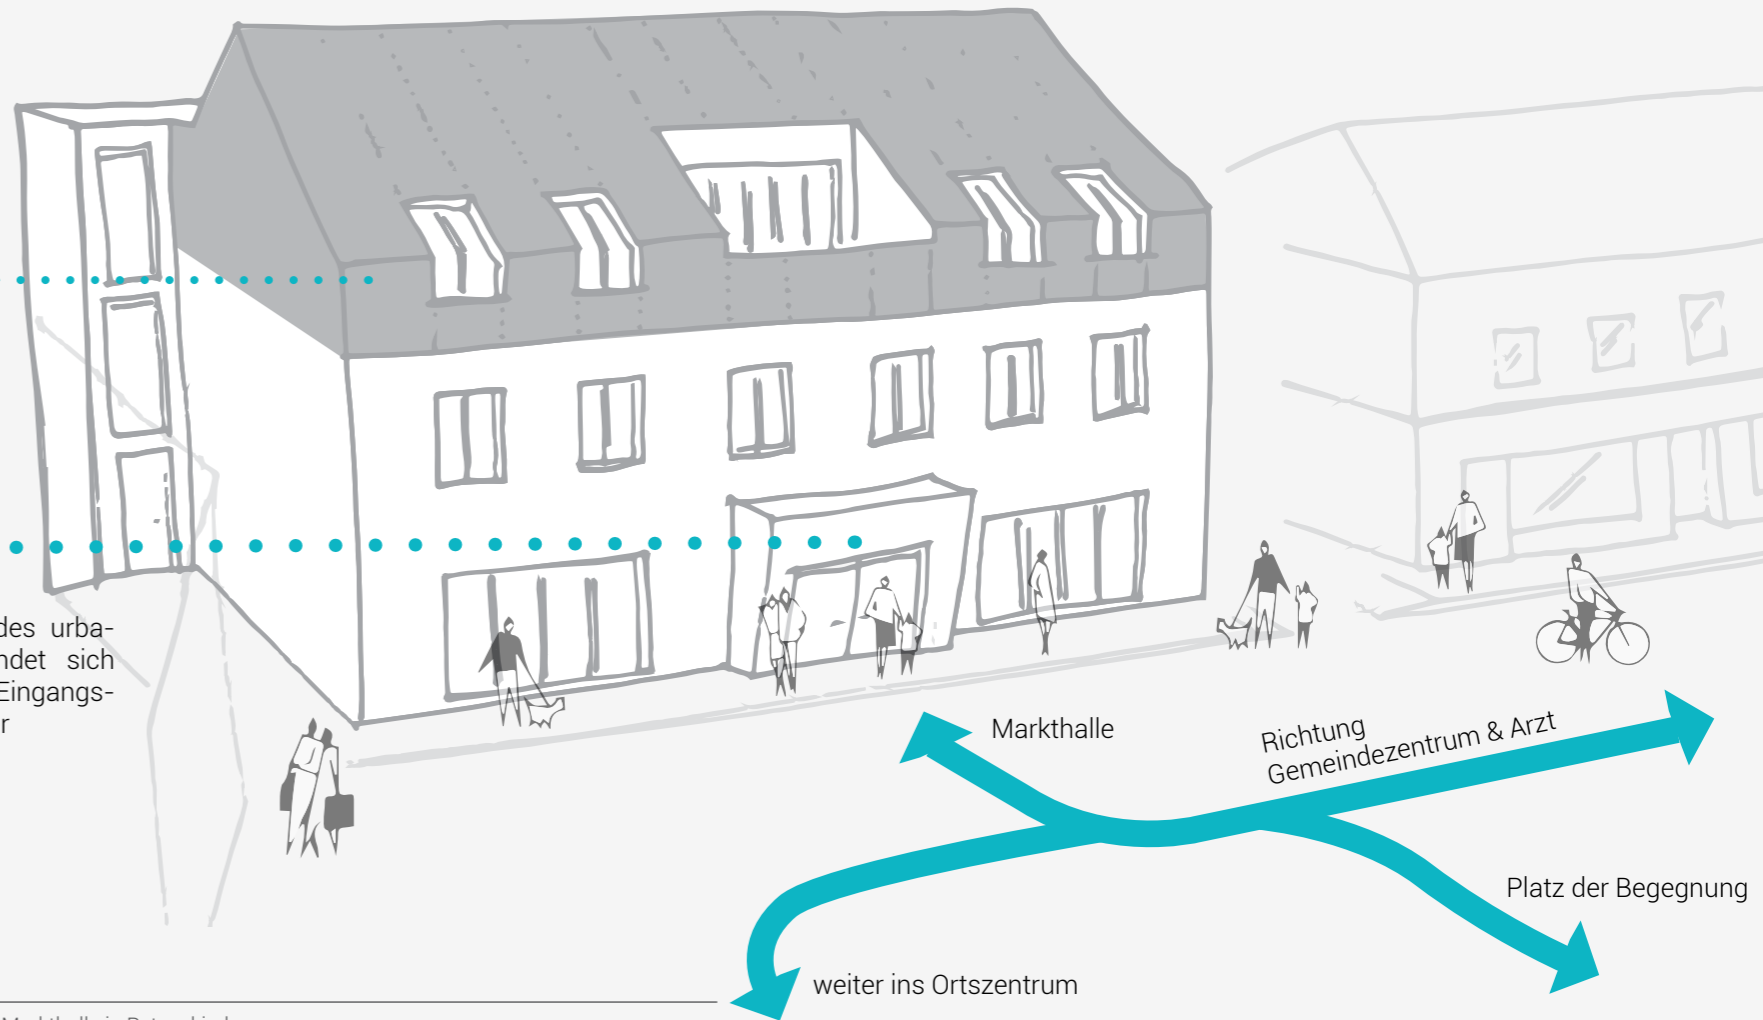 des urba-
ndet sich
Eingangs-
r
Markthalle
Richtung
Gemeindezentrum & Arzt
Platz der Begegnung
weiter ins Ortszentrum